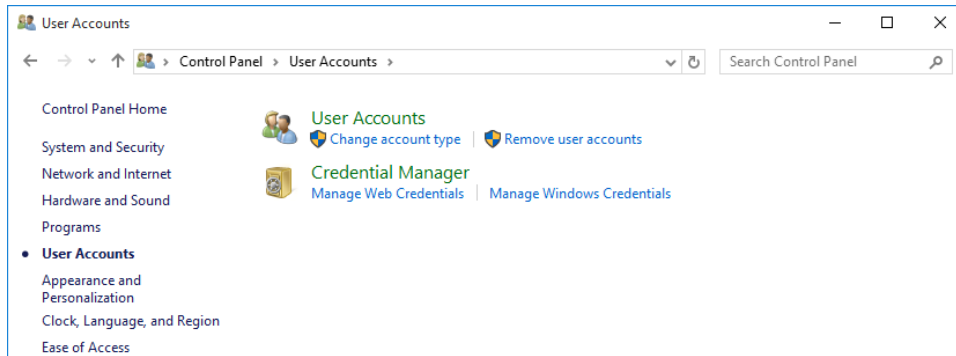 User Accounts
Control Panel > User Accounts >
Search Control Panel
Control Panel Home
System and Security
Network and Internet
Hardware and Sound
Programs
User Accounts
Appearance and
Personalization
Clock, Language, and Region
Ease of Access
User Accounts
Change account type | Remove user accounts
Credential Manager
Manage Web Credentials | Manage Windows Credentials